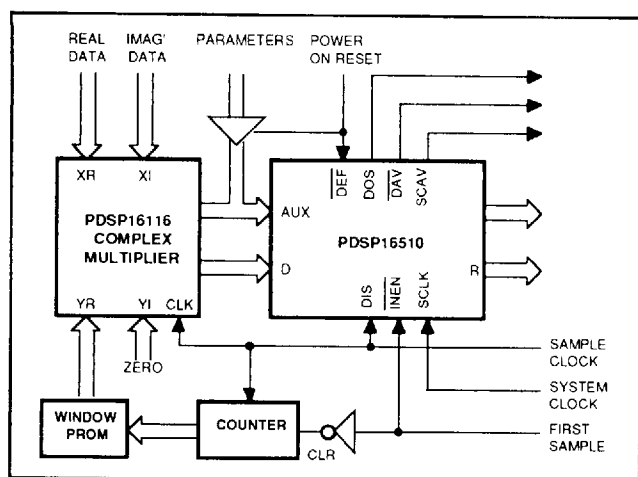 REAL DATA
IMAG' DATA
PARAMETERS
POWER ON RESET
XR
XI
PDSP16116
COMPLEX
MULTIPLIER
YR
YI
CLK
AUX
D
DEF
DOS
DAV
SCAV
PDSP16510
R
DIS
INEN
SCLK
ZERO
SAMPLE CLOCK
SYSTEM CLOCK
FIRST SAMPLE
WINDOW
PROM
COUNTER
CLR